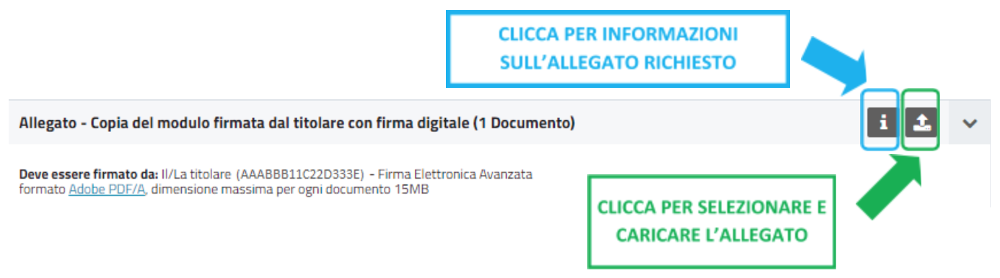 CLICCA PER INFORMAZIONI
SULL’ALLEGATO RICHIESTO
Allegato - Copia del modulo firmata dal titolare con firma digitale (1 Documento)
Deve essere firmato da: Il/La titolare (AAABBB11C22D333E) - Firma Elettronica Avanzata
formato Adobe PDF/A, dimensione massima per ogni documento 15MB
CLICCA PER SELEZIONARE E
CARICARE L’ALLEGATO